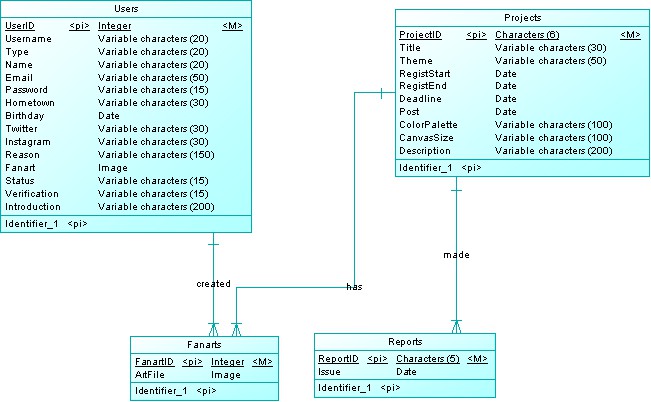 Users
UserID <pi> Integer <M>
Username Variable characters (20)
Type Variable characters (20)
Name Variable characters (20)
Email Variable characters (50)
Password Variable characters (15)
Hometown Variable characters (30)
Birthday Date
Twitter Variable characters (30)
Instagram Variable characters (30)
Reason Variable characters (150)
Fanart Image
Status Variable characters (15)
Verification Variable characters (15)
Introduction Variable characters (200)
Identifier_1 <pi>
Projects
ProjectID <pi> Characters (6) <M>
Title Variable characters (30)
Theme Variable characters (50)
RegistStart Date
RegistEnd Date
Deadline Date
Post Date
ColorPalette Variable characters (100)
CanvasSize Variable characters (100)
Description Variable characters (200)
Identifier_1 <pi>
created
has
made
Fanarts
FanartID <pi> Integer <M>
ArtFile Image
Identifier_1 <pi>
Reports
ReportID <pi> Characters (5) <M>
Issue Date
Identifier_1 <pi>